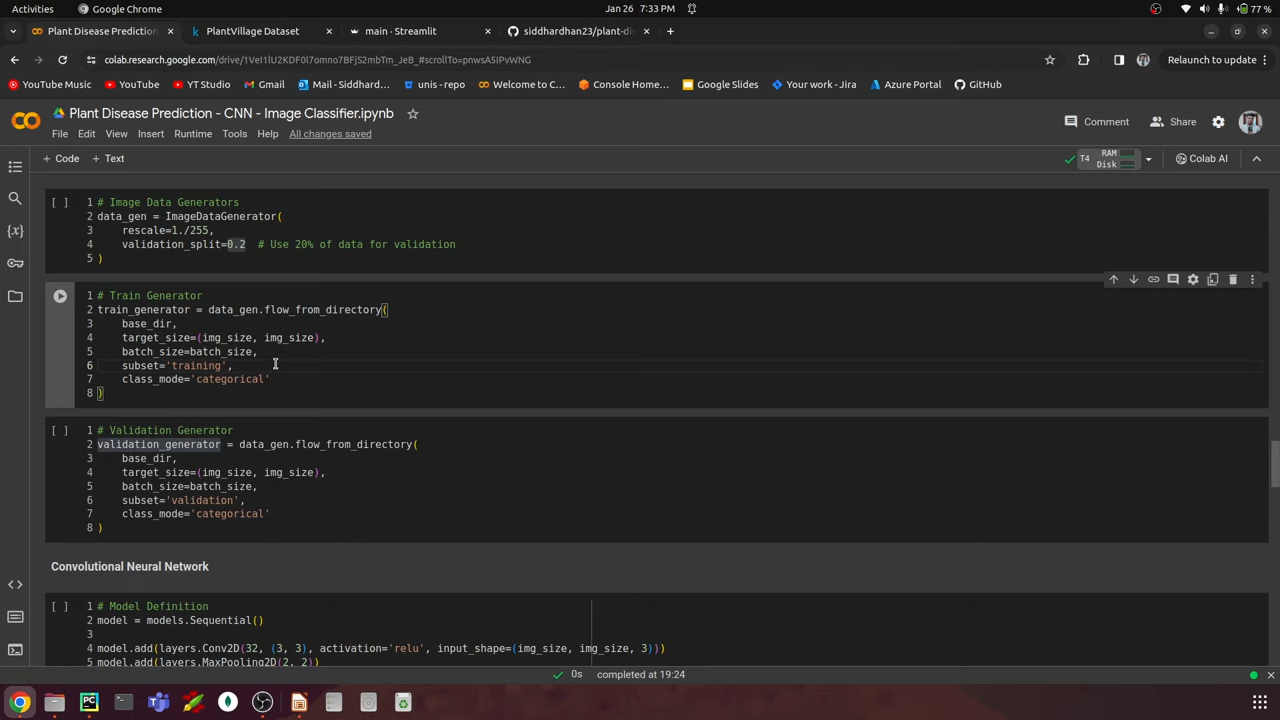 Activities
Google Chrome
Jan 26 7:33 PM
77 %
Plant Disease Prediction
PlantVillage Dataset
main · Streamlit
siddhardhan23/plant-dis
colab.research.google.com/drive/1VeI1lU2KDF0l7omno7BFjS2mbTm_JeB_#scrollTo=pnwsA5IPvWNG
Relaunch to update
YouTube Music
YouTube
YT Studio
Gmail
Mail - Siddhard...
unis - repo
Welcome to C...
Console Home...
Google Slides
Your work - Jira
Azure Portal
GitHub
Plant Disease Prediction - CNN - Image Classifier.ipynb
File Edit View Insert Runtime Tools Help All changes saved
Comment
Share
+ Code + Text
T4
RAM
Disk
Colab AI
[ ]
1 # Image Data Generators
2 data_gen = ImageDataGenerator(
3 rescale=1./255,
4 validation_split=0.2 # Use 20% of data for validation
5 )
1 # Train Generator
2 train_generator = data_gen.flow_from_directory(
3 base_dir,
4 target_size=(img_size, img_size),
5 batch_size=batch_size,
6 subset='training',
7 class_mode='categorical'
8 )
[ ]
1 # Validation Generator
2 validation_generator = data_gen.flow_from_directory(
3 base_dir,
4 target_size=(img_size, img_size),
5 batch_size=batch_size,
6 subset='validation',
7 class_mode='categorical'
8 )
Convolutional Neural Network
[ ]
1 # Model Definition
2 model = models.Sequential()
3
4 model.add(layers.Conv2D(32, (3, 3), activation='relu', input_shape=(img_size, img_size, 3)))
5 model.add(layers.MaxPooling2D(2, 2))
0s completed at 19:24